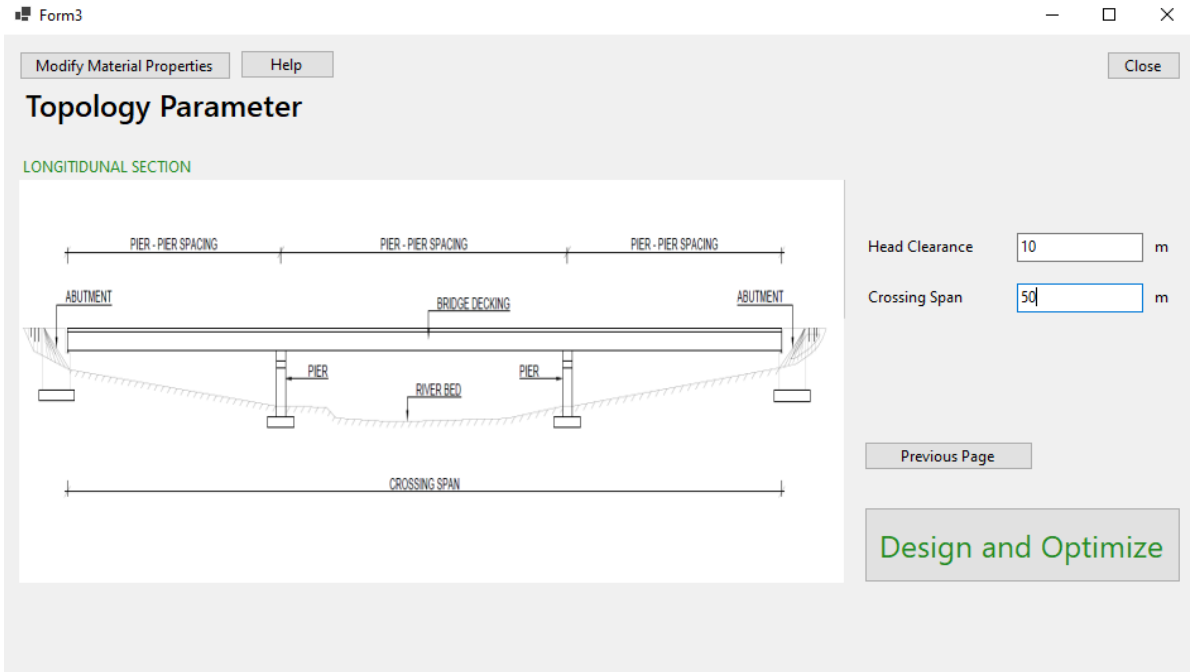 Form3
Modify Material Properties
Help
Close
Topology Parameter
LONGITIDUNAL SECTION
PIER - PIER SPACING
PIER - PIER SPACING
PIER - PIER SPACING
ABUTMENT
BRIDGE DECKING
ABUTMENT
PIER
PIER
RIVER BED
CROSSING SPAN
Head Clearance 10 m
Crossing Span 50 m
Previous Page
Design and Optimize